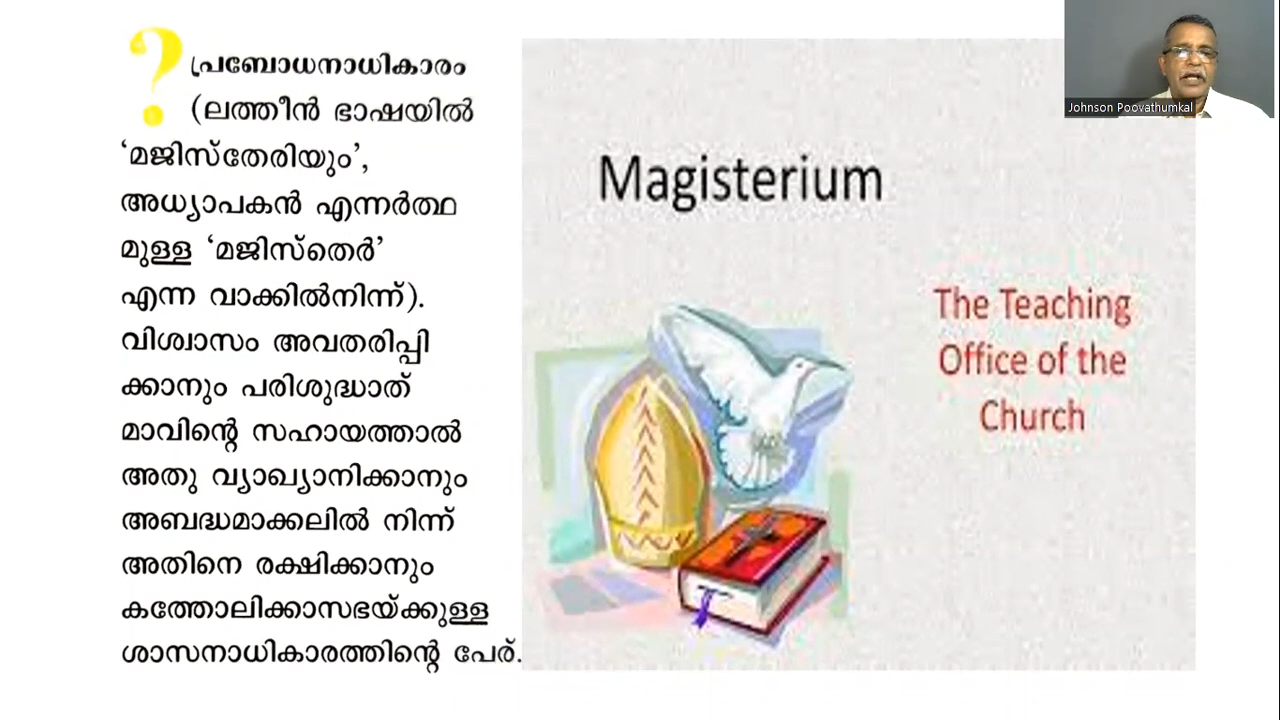 ?
പ്രബോധനാധികാരം
(ലത്തീൻ ഭാഷയിൽ
‘മജിസ്തേരിയും’,
അധ്യാപകൻ എന്നർത്ഥ
മുള്ള ‘മജിസ്തെർ’
എന്ന വാക്കിൽനിന്ന്).
വിശ്വാസം അവതരിപ്പി
ക്കാനും പരിശുദ്ധാത്
മാവിന്റെ സഹായത്താൽ
അതു വ്യാഖ്യാനിക്കാനും
അബദ്ധമാക്കലിൽ നിന്ന്
അതിനെ രക്ഷിക്കാനും
കത്തോലിക്കാസഭയ്ക്കുള്ള
ശാസനാധികാരത്തിന്റെ പേര്.
Magisterium
The Teaching
Office of the
Church
Johnson Poovathumkal